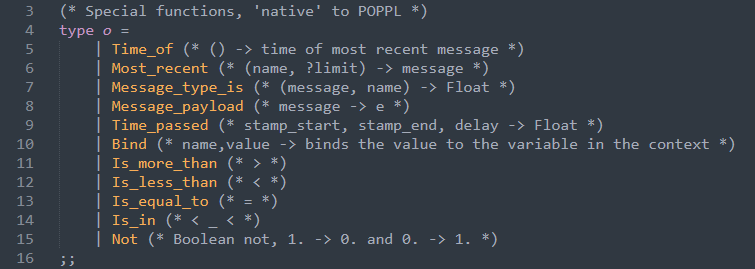 3 (* Special functions, 'native' to POPPL *)
4 type o =
5 | Time_of (* () -> time of most recent message *)
6 | Most_recent (* (name, ?limit) -> message *)
7 | Message_type_is (* (message, name) -> Float *)
8 | Message_payload (* message -> e *)
9 | Time_passed (* stamp_start, stamp_end, delay -> Float *)
10 | Bind (* name,value -> binds the value to the variable in the context *)
11 | Is_more_than (* > *)
12 | Is_less_than (* < *)
13 | Is_equal_to (* = *)
14 | Is_in (* < _ < *)
15 | Not (* Boolean not, 1. -> 0. and 0. -> 1. *)
16 ;;